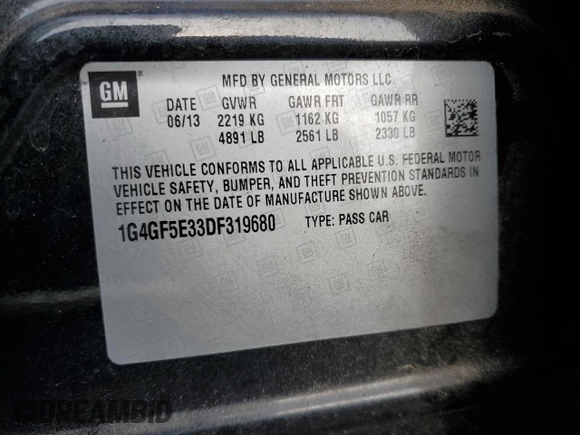 GM
MFD BY GENERAL MOTORS LLC.
DATE GVWR GAWR FRT GAWR RR
06/13 2219 KG 1162 KG 1057 KG
4891 LB 2561 LB 2330 LB
THIS VEHICLE CONFORMS TO ALL APPLICABLE U.S. FEDERAL MOTOR
VEHICLE SAFETY, BUMPER, AND THEFT PREVENTION STANDARDS IN
EFFECT ON THE DATE OF MANUFACTURE SHOWN ABOVE.
1G4GF5E33DF319680 TYPE: PASS CAR
DREAMBID